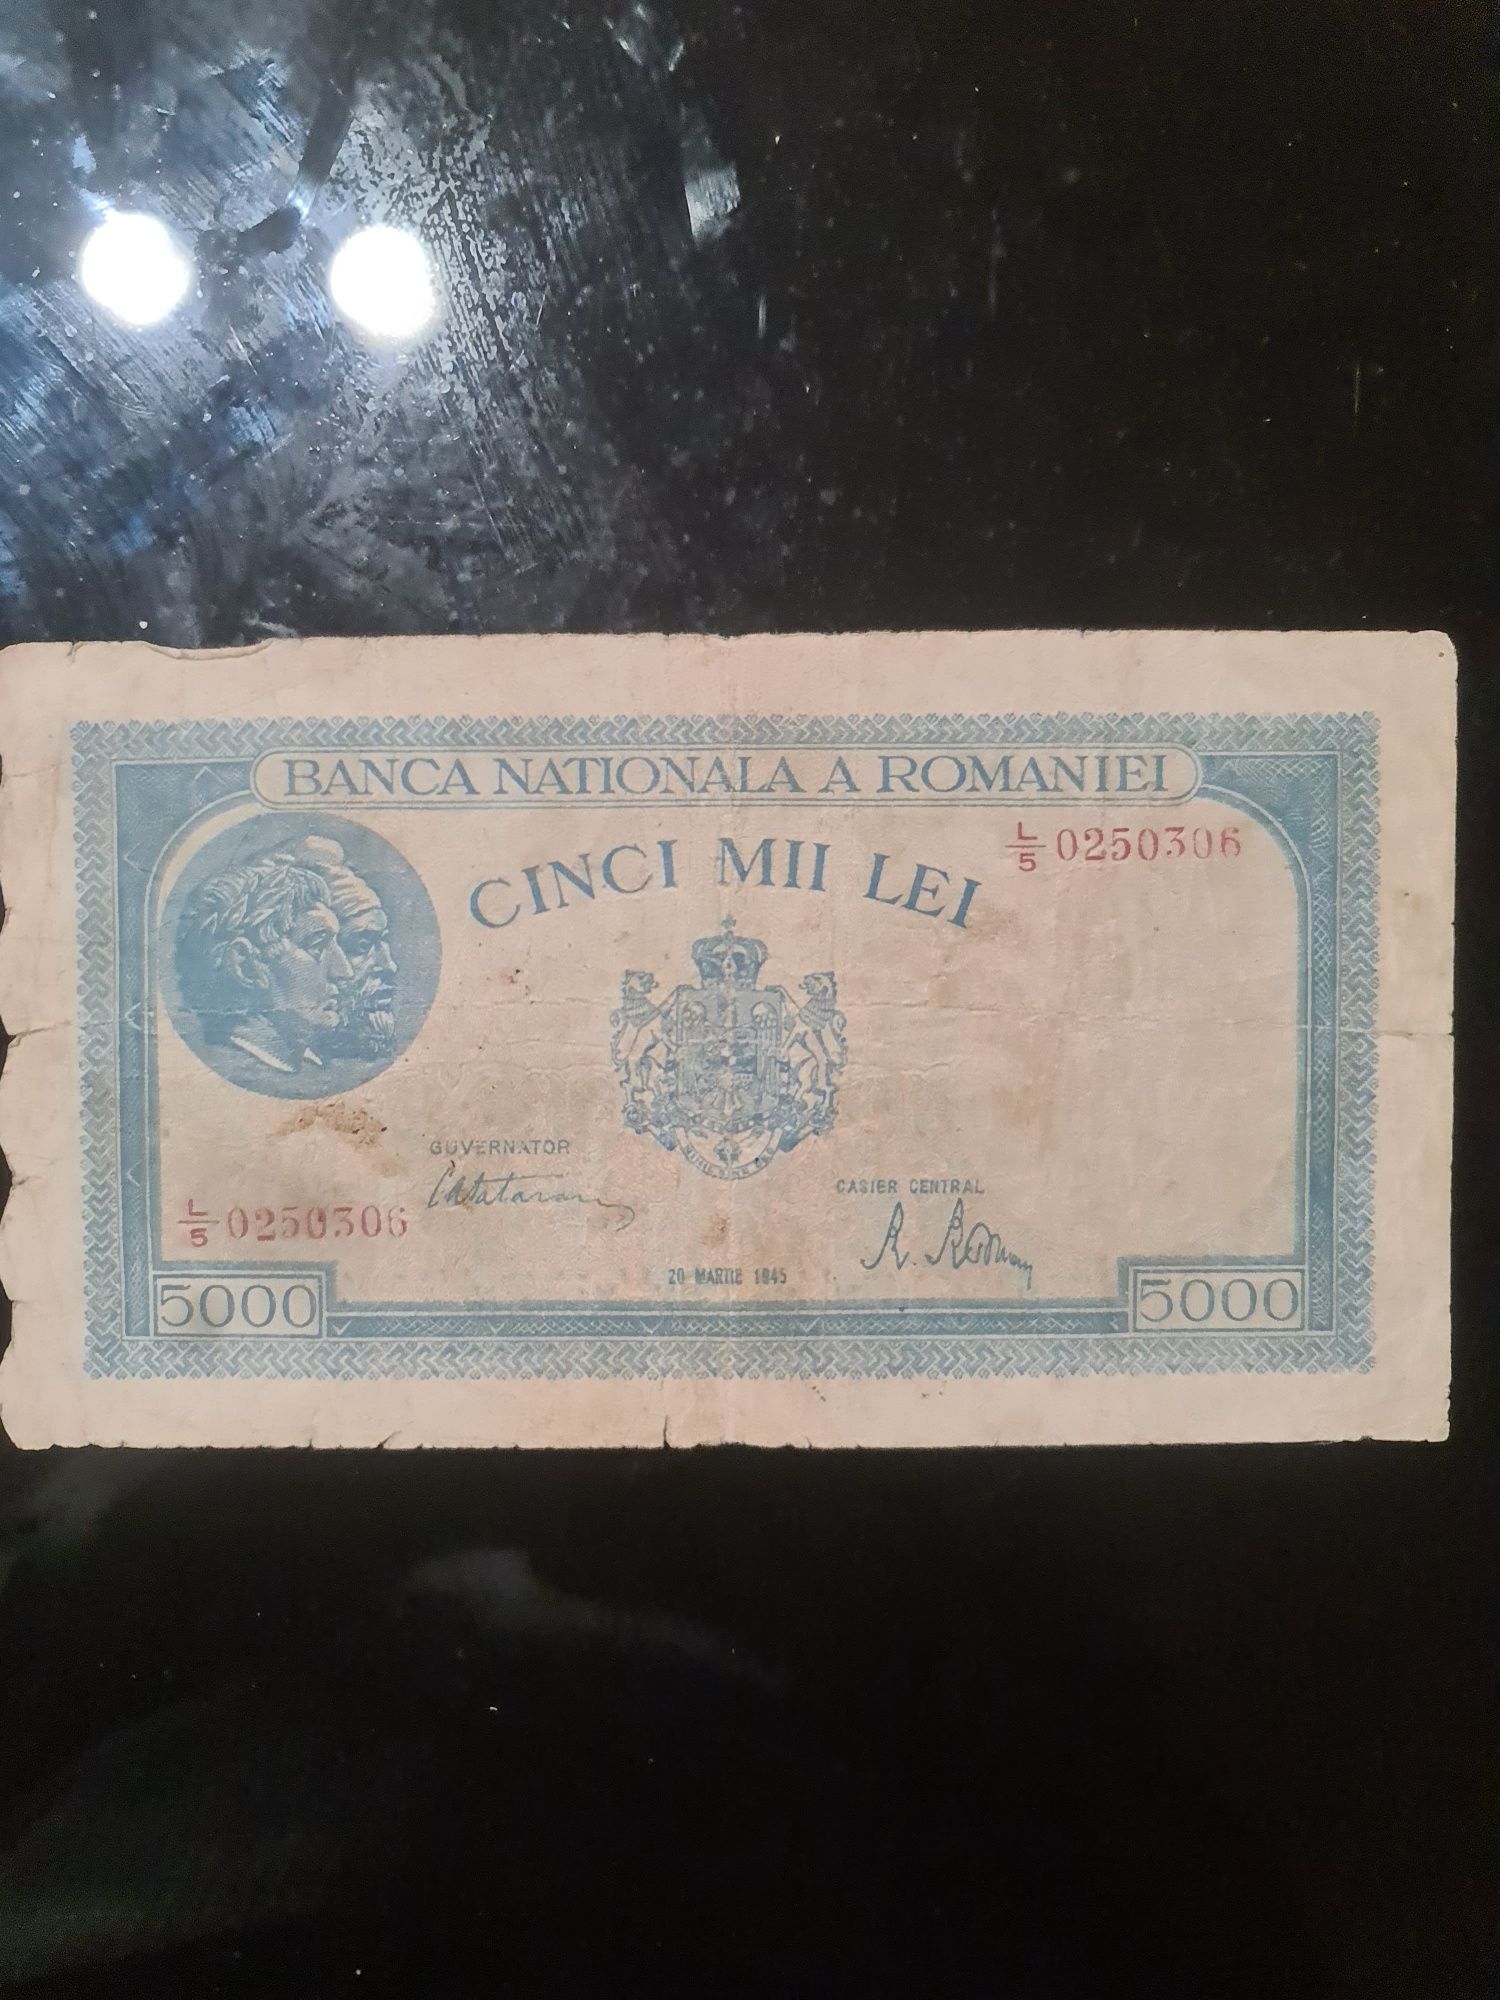 BANCA NATIONALA A ROMANIEI
CINCI MII LEI
L/5 0250306
GUVERNATOR
CASIER CENTRAL
L/5 0250306
20 MARTIE 1945
5000
5000